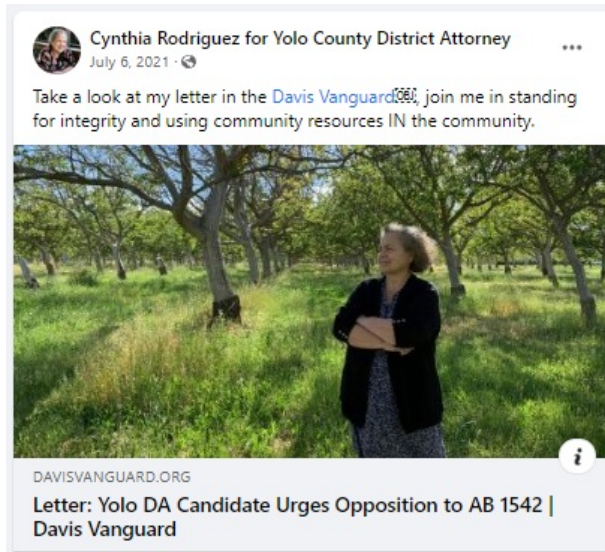 Cynthia Rodriguez for Yolo County District Attorney
July 6, 2021 ·
Take a look at my letter in the Davis Vanguard, join me in standing
for integrity and using community resources IN the community.
DAVISVANGUARD.ORG
Letter: Yolo DA Candidate Urges Opposition to AB 1542 |
Davis Vanguard